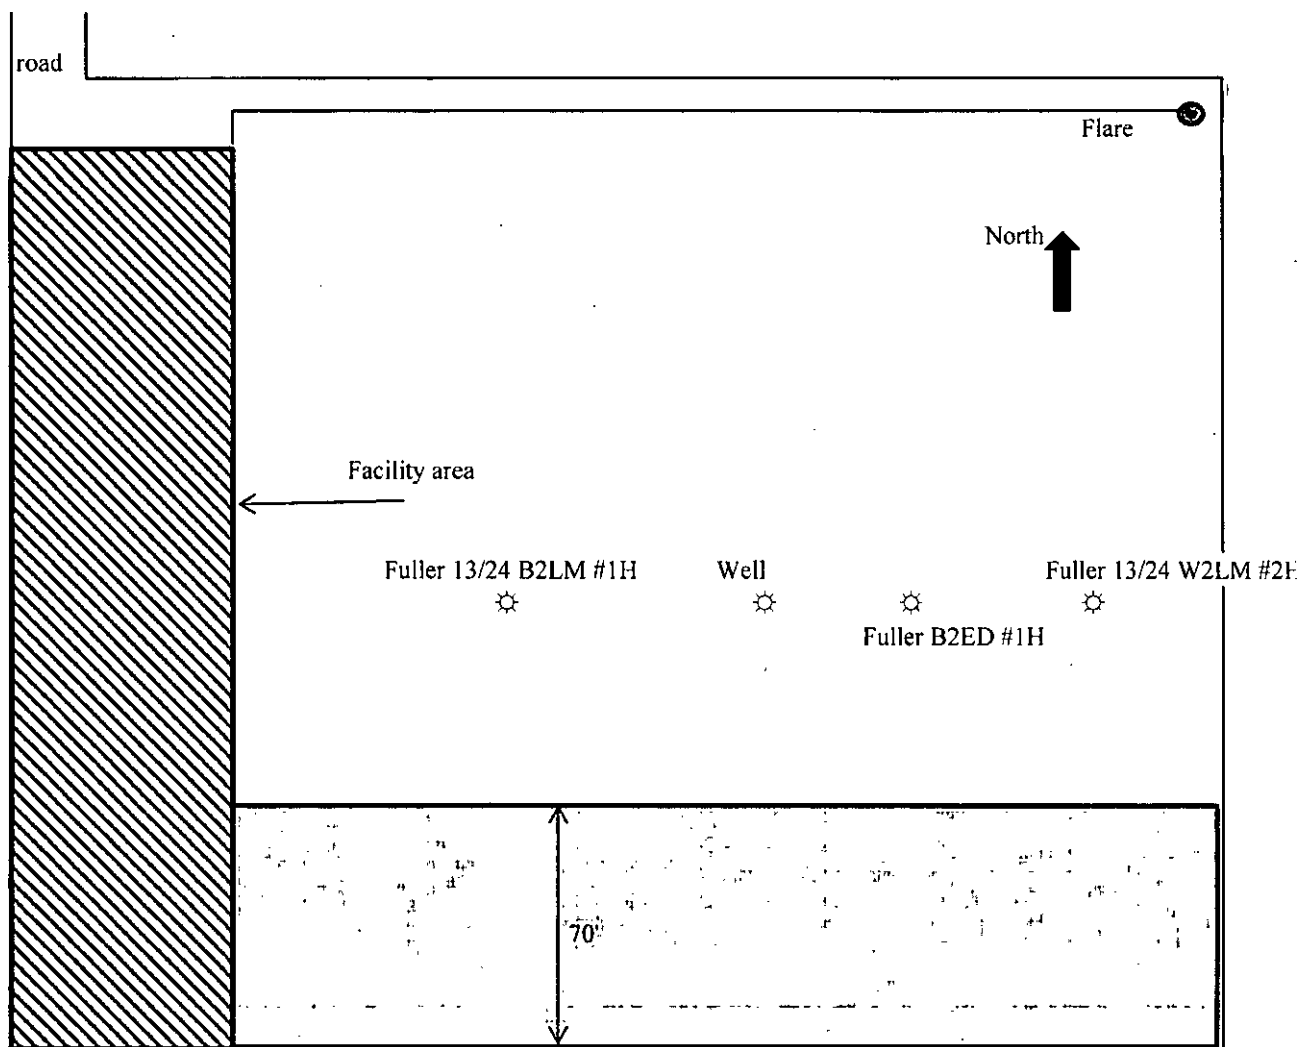 road
Flare
North
Facility area
Fuller 13/24 B2LM #1H
Well
Fuller 13/24 W2LM #2H
Fuller B2ED #1H
70'